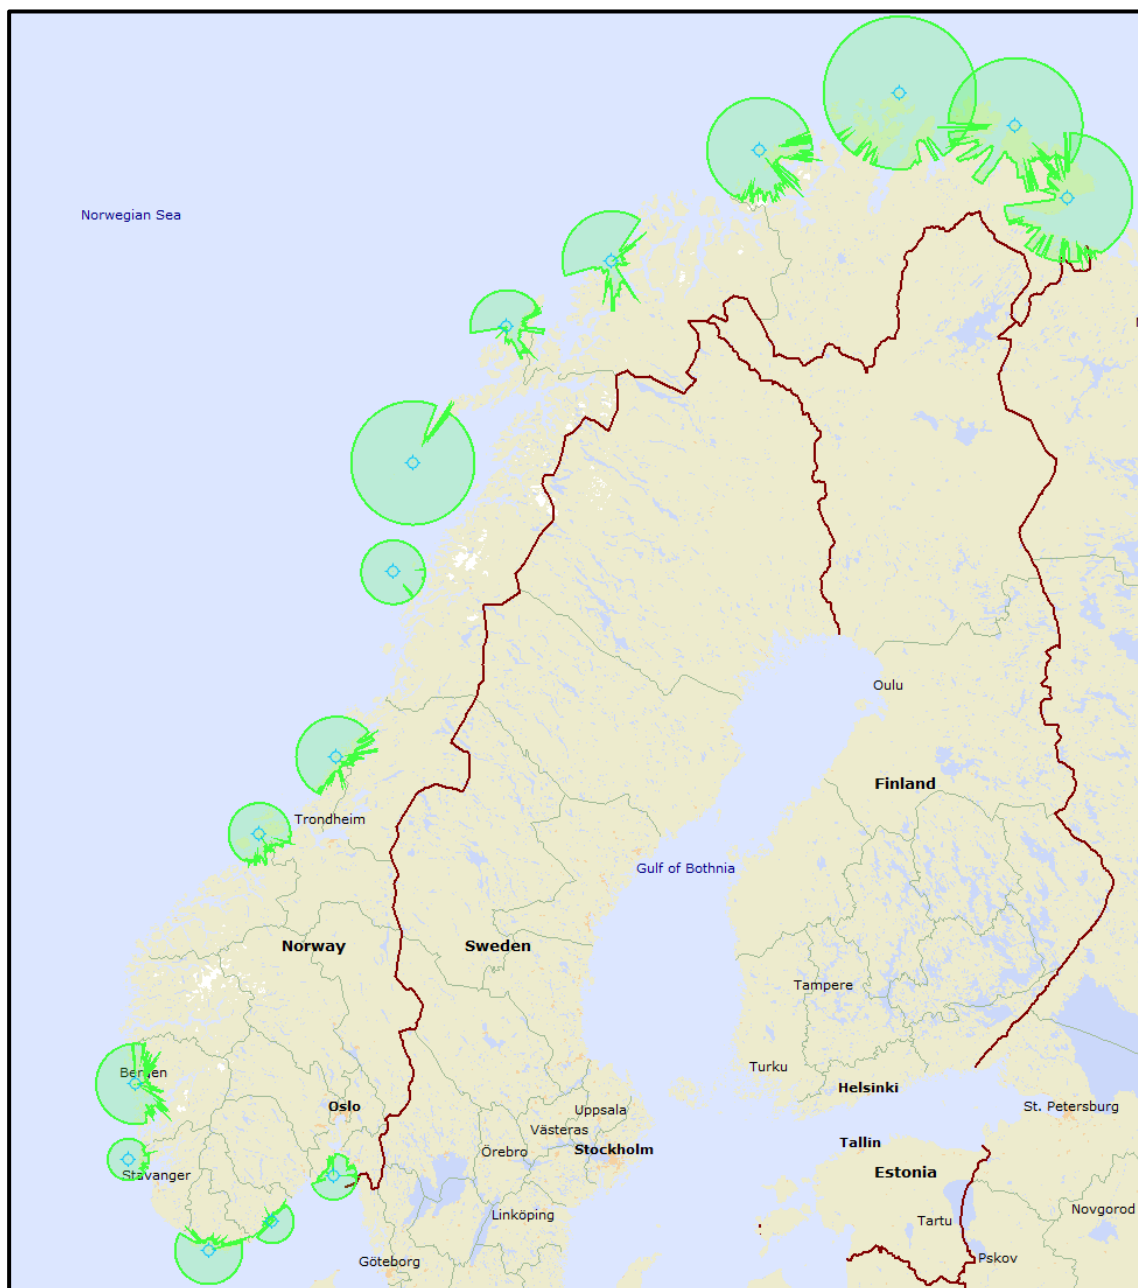 Norwegian Sea
Oulu
Finland
Trondheim
Gulf of Bothnia
Norway
Sweden
Tampere
Bergen
Turku
Helsinki
Oslo
Uppsala
St. Petersburg
Västeras
Tallin
Örebro
Stockholm
Stavanger
Estonia
Linköping
Tartu
Novgorod
Göteborg
Pskov